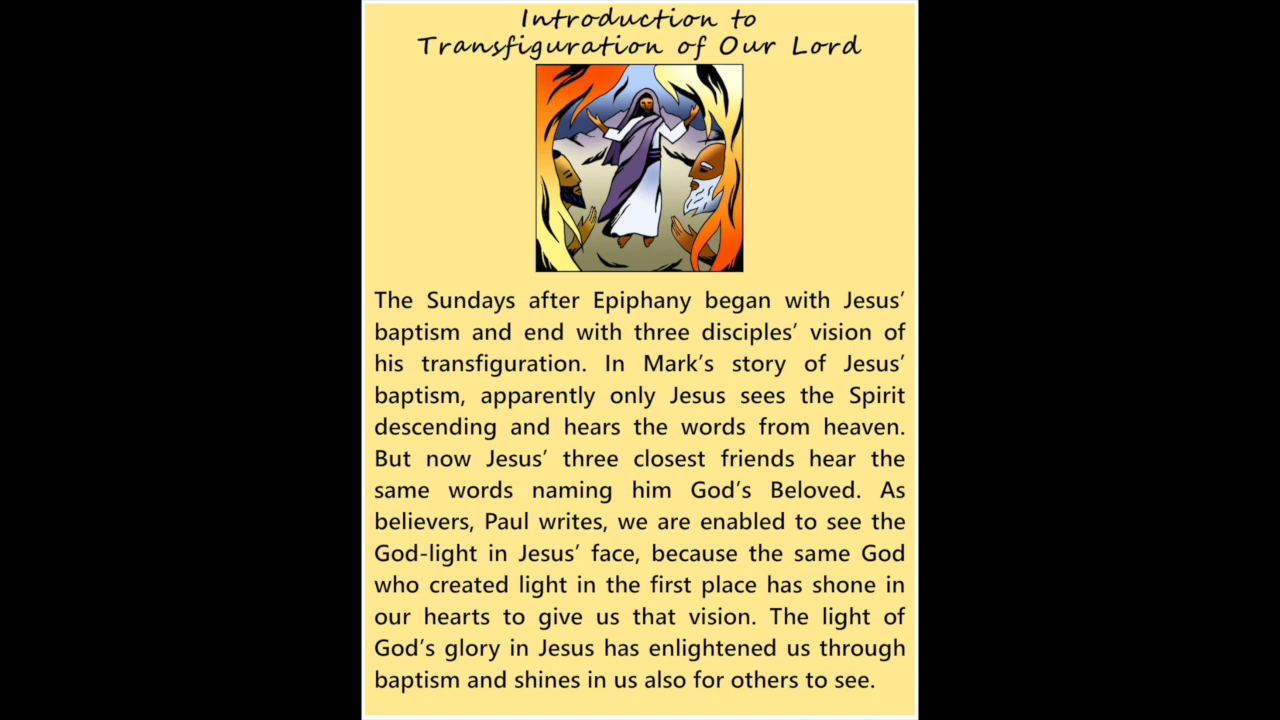 Introduction to
Transfiguration of Our Lord
The Sundays after Epiphany began with Jesus’
baptism and end with three disciples’ vision of
his transfiguration. In Mark’s story of Jesus’
baptism, apparently only Jesus sees the Spirit
descending and hears the words from heaven.
But now Jesus’ three closest friends hear the
same words naming him God’s Beloved. As
believers, Paul writes, we are enabled to see the
God-light in Jesus’ face, because the same God
who created light in the first place has shone in
our hearts to give us that vision. The light of
God’s glory in Jesus has enlightened us through
baptism and shines in us also for others to see.